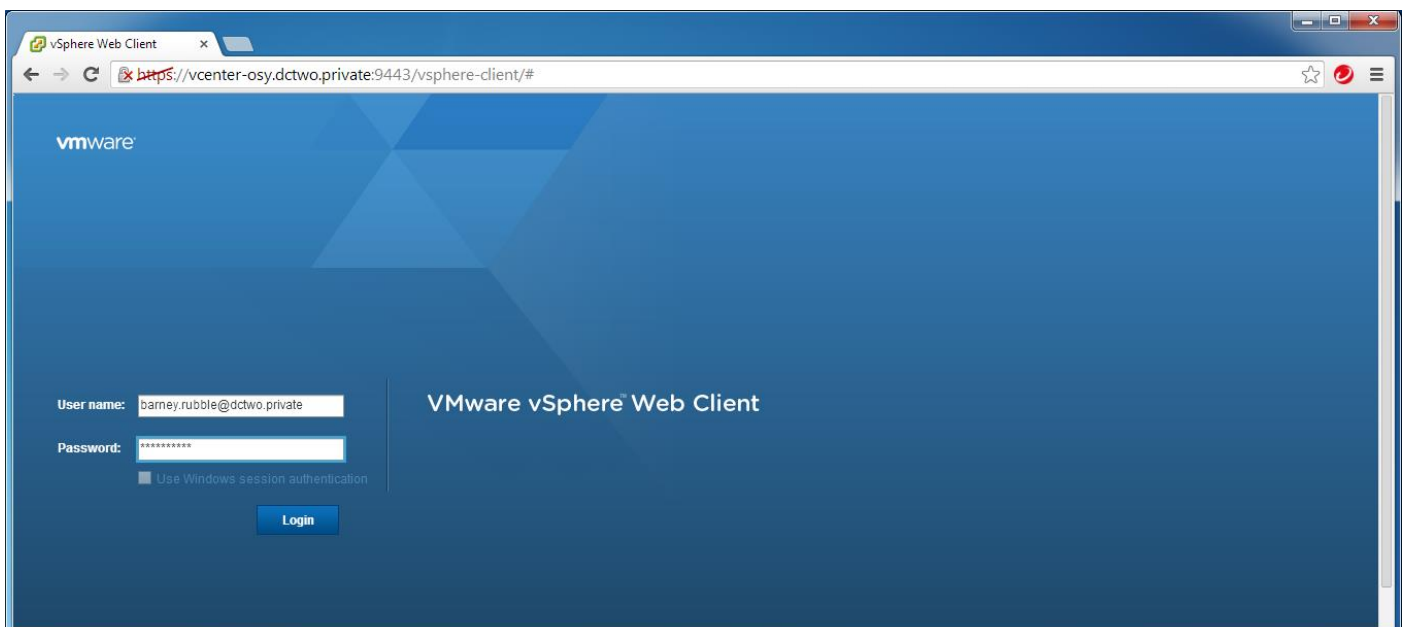 vSphere Web Client
https://vcenter-osy.dctwo.private:9443/vsphere-client/#
vmware
User name: barney.rubble@dctwo.private
VMware vSphere™ Web Client
Password: **********
Use Windows session authentication
Login